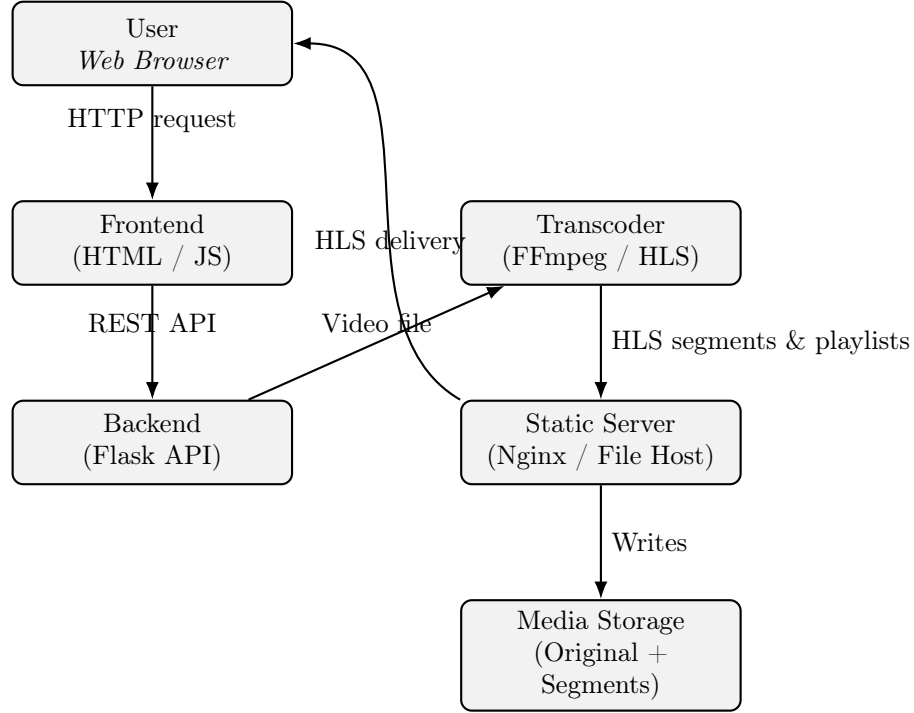 User
Web Browser
HTTP request
Frontend
(HTML / JS)
HLS delivery
Transcoder
(FFmpeg / HLS)
REST API
Video file
HLS segments & playlists
Backend
(Flask API)
Static Server
(Nginx / File Host)
Writes
Media Storage
(Original +
Segments)